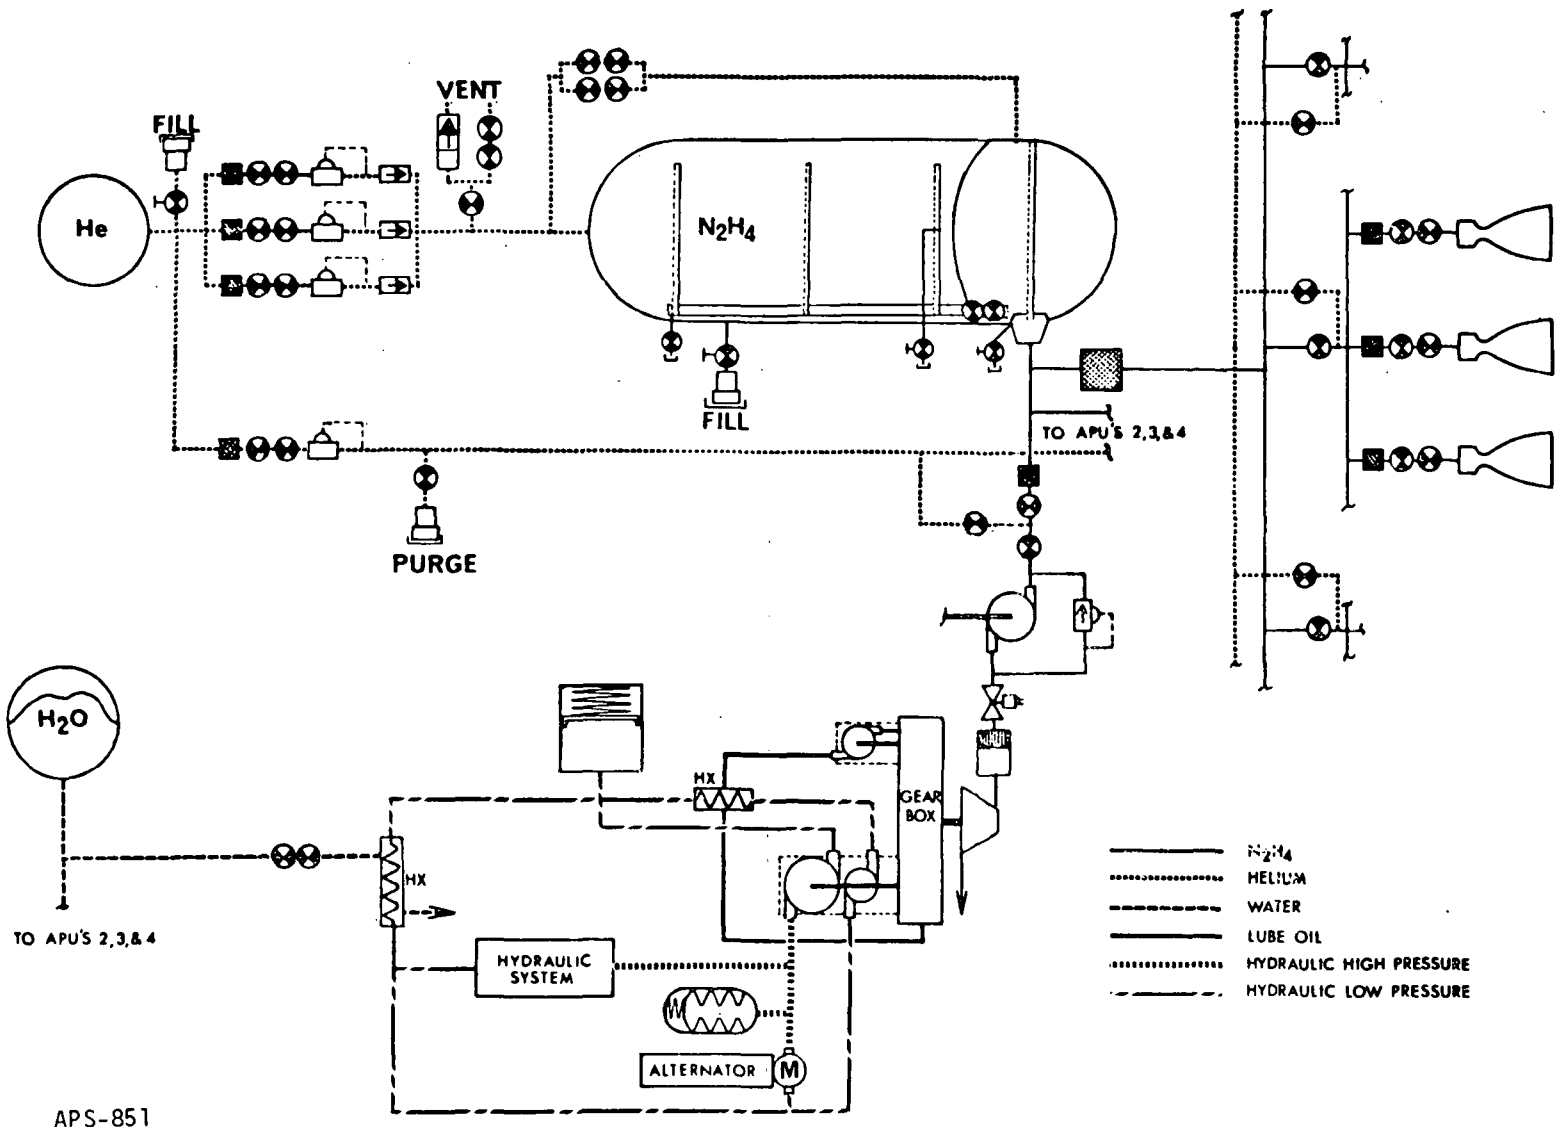 VENT
FILL
He
N2H4
FILL
TO APU'S 2,3,& 4
PURGE
H2O
HX
GEAR
BOX
HX
TO APU'S 2,3,& 4
HYDRAULIC
SYSTEM
ALTERNATOR
M
N2H4
HELIUM
WATER
LUBE OIL
HYDRAULIC HIGH PRESSURE
HYDRAULIC LOW PRESSURE
APS-851